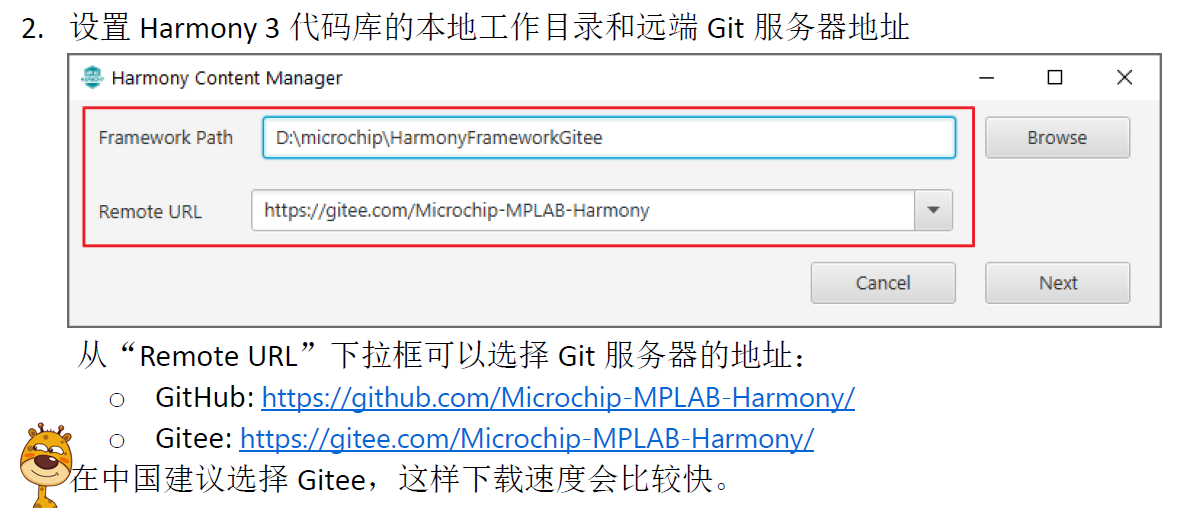 2. 设置 Harmony 3 代码库的本地工作目录和远端 Git 服务器地址
Harmony Content Manager
Framework Path D:\microchip\HarmonyFrameworkGitee Browse
Remote URL https://gitee.com/Microchip-MPLAB-Harmony
Cancel Next
从“Remote URL”下拉框可以选择 Git 服务器的地址：
○ GitHub: https://github.com/Microchip-MPLAB-Harmony/
○ Gitee: https://gitee.com/Microchip-MPLAB-Harmony/
在中国建议选择 Gitee，这样下载速度会比较快。